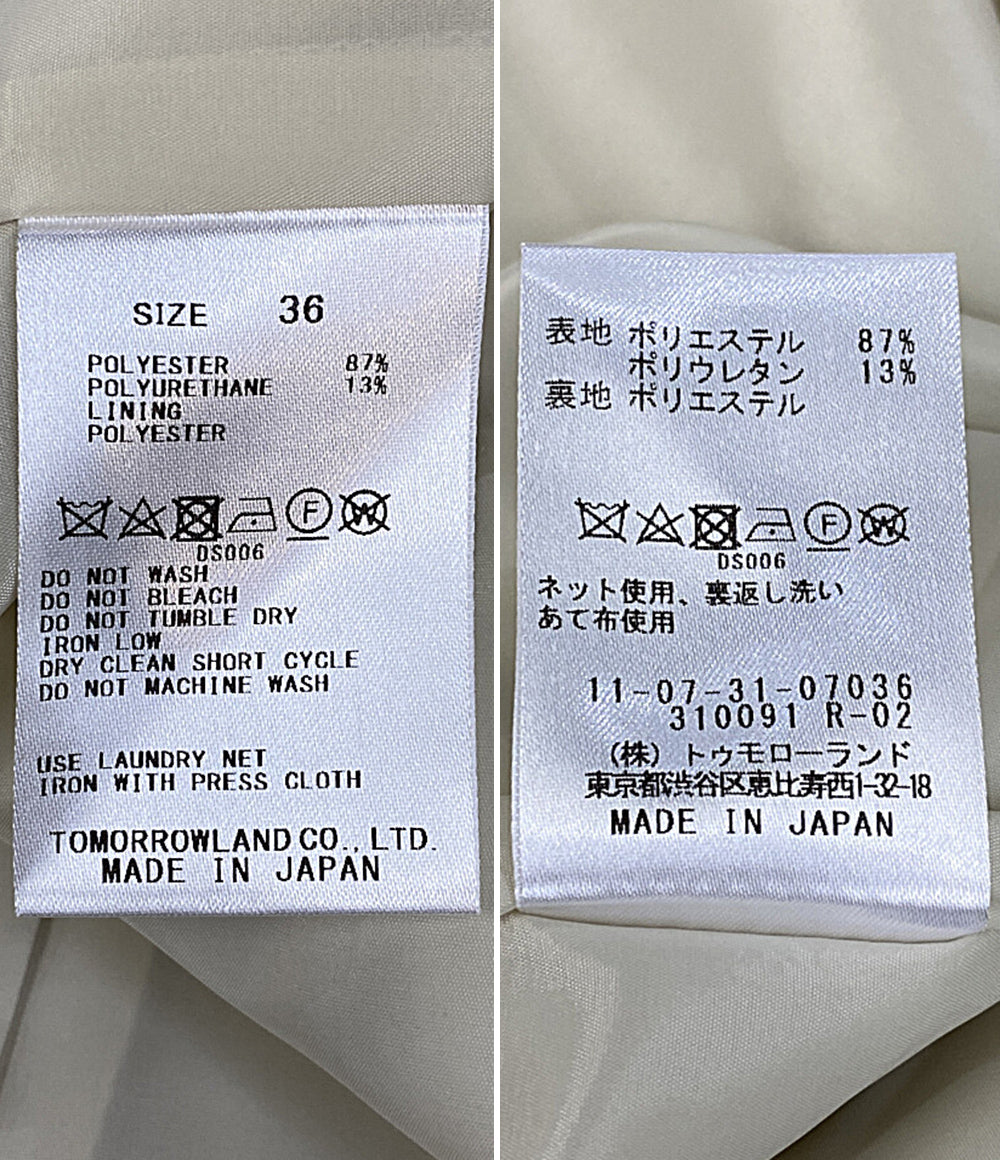 SIZE 36
POLYESTER 87%
POLYURETHANE 13%
LINING
POLYESTER
F W
DS006
DO NOT WASH
DO NOT BLEACH
DO NOT TUMBLE DRY
IRON LOW
DRY CLEAN SHORT CYCLE
DO NOT MACHINE WASH
USE LAUNDRY NET
IRON WITH PRESS CLOTH
TOMORROWLAND CO., LTD.
MADE IN JAPAN
表地 ポリエステル 87%
ポリウレタン 13%
裏地 ポリエステル
F W
DS006
ネット使用、裏返し洗い
あて布使用
11-07-31-07036
310091 R-02
(株) トゥモローランド
東京都渋谷区恵比寿西1-32-18
MADE IN JAPAN